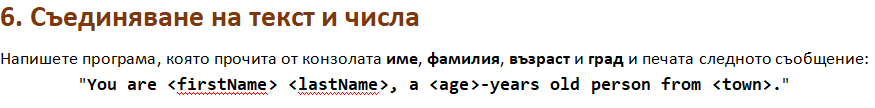 6. Съединяване на текст и числа
Напишете програма, която прочита от конзолата име, фамилия, възраст и град и печата следното съобщение:
"You are <firstName> <lastName>, a <age>-years old person from <town>."